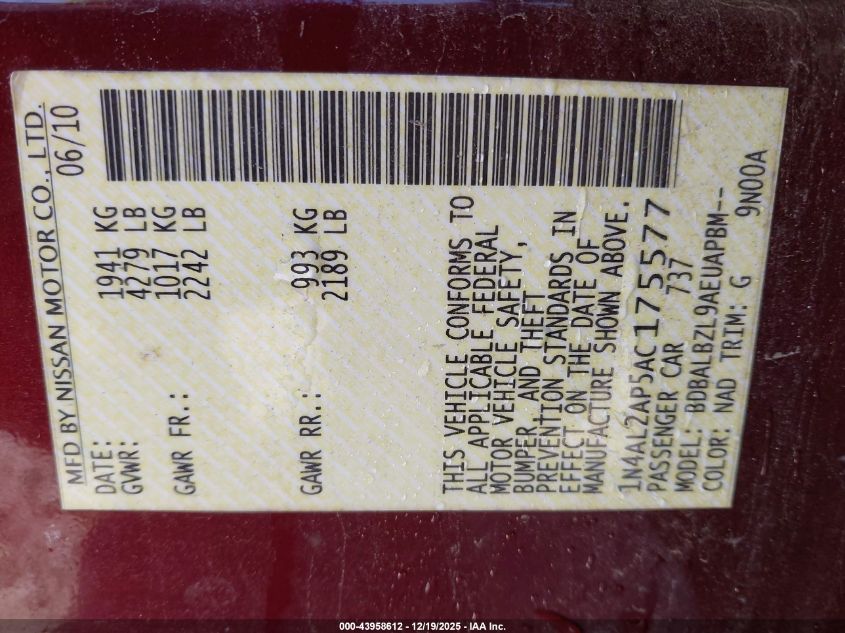 MFD BY NISSAN MOTOR CO., LTD.
DATE: 06/10
GVWR: 1941 KG
4279 LB
GAWR FR.: 1017 KG
2242 LB
GAWR RR.: 993 KG
2189 LB
THIS VEHICLE CONFORMS TO
ALL APPLICABLE FEDERAL
MOTOR VEHICLE SAFETY,
BUMPER, AND THEFT
PREVENTION STANDARDS IN
EFFECT ON THE DATE OF
MANUFACTURE SHOWN ABOVE.
1N4AL2AP5AC175577
PASSENGER CAR 737
MODEL: BDBALBZL9AEUAPBM--
COLOR: NAD TRIM: G 9N00A
000-43958612 - 12/19/2025 - IAA Inc.